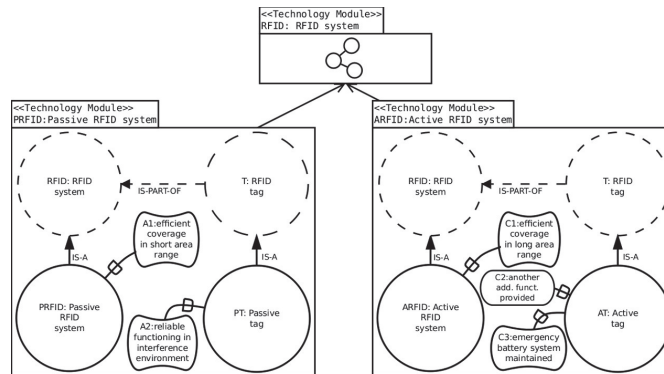 <<Technology Module>>
RFID: RFID system
<<Technology Module>>
PRFID:Passive RFID system
RFID: RFID
system
T: RFID
tag
IS-PART-OF
A1:efficient
coverage
in short area
range
IS-A
IS-A
PRFID: Passive
RFID
system
A2:reliable
functioning in
interference
environment
PT: Passive
tag
<<Technology Module>>
ARFID:Active RFID system
RFID: RFID
system
T: RFID
tag
IS-PART-OF
C1:efficient
coverage
in long area
range
IS-A
IS-A
C2:another
add. funct.
provided
ARFID: Active
RFID
system
AT: Active
tag
C3:emergency
battery system
maintained